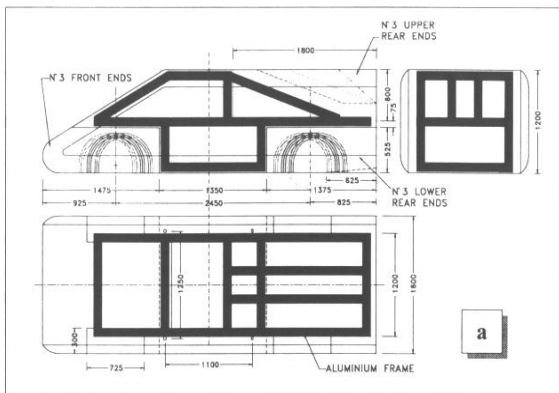 N°3 UPPER
REAR ENDS
1800
N°3 FRONT ENDS
600
75
525
1200
625
N°3 LOWER
REAR ENDS
1475
1350
1375
925
2450
825
1250
1200
1600
300
725
1100
ALUMINIUM FRAME
a